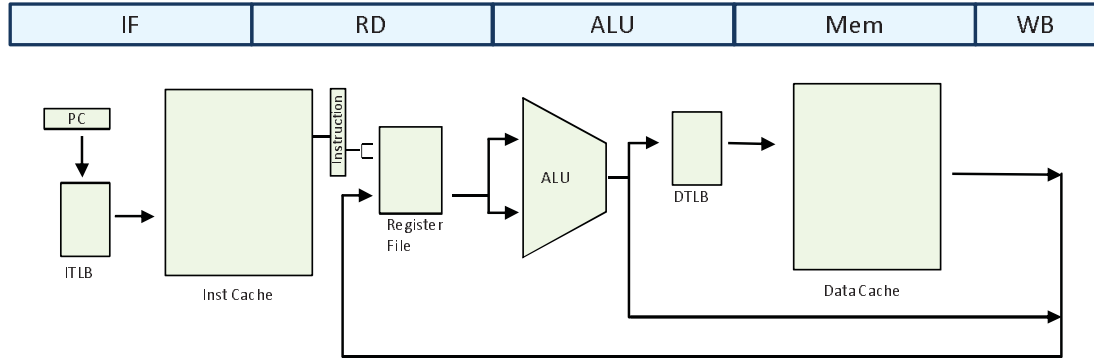 IF RD ALU Mem WB
PC
Instruction
ALU
ITLB
Inst Cache
Register
File
DTLB
Data Cache